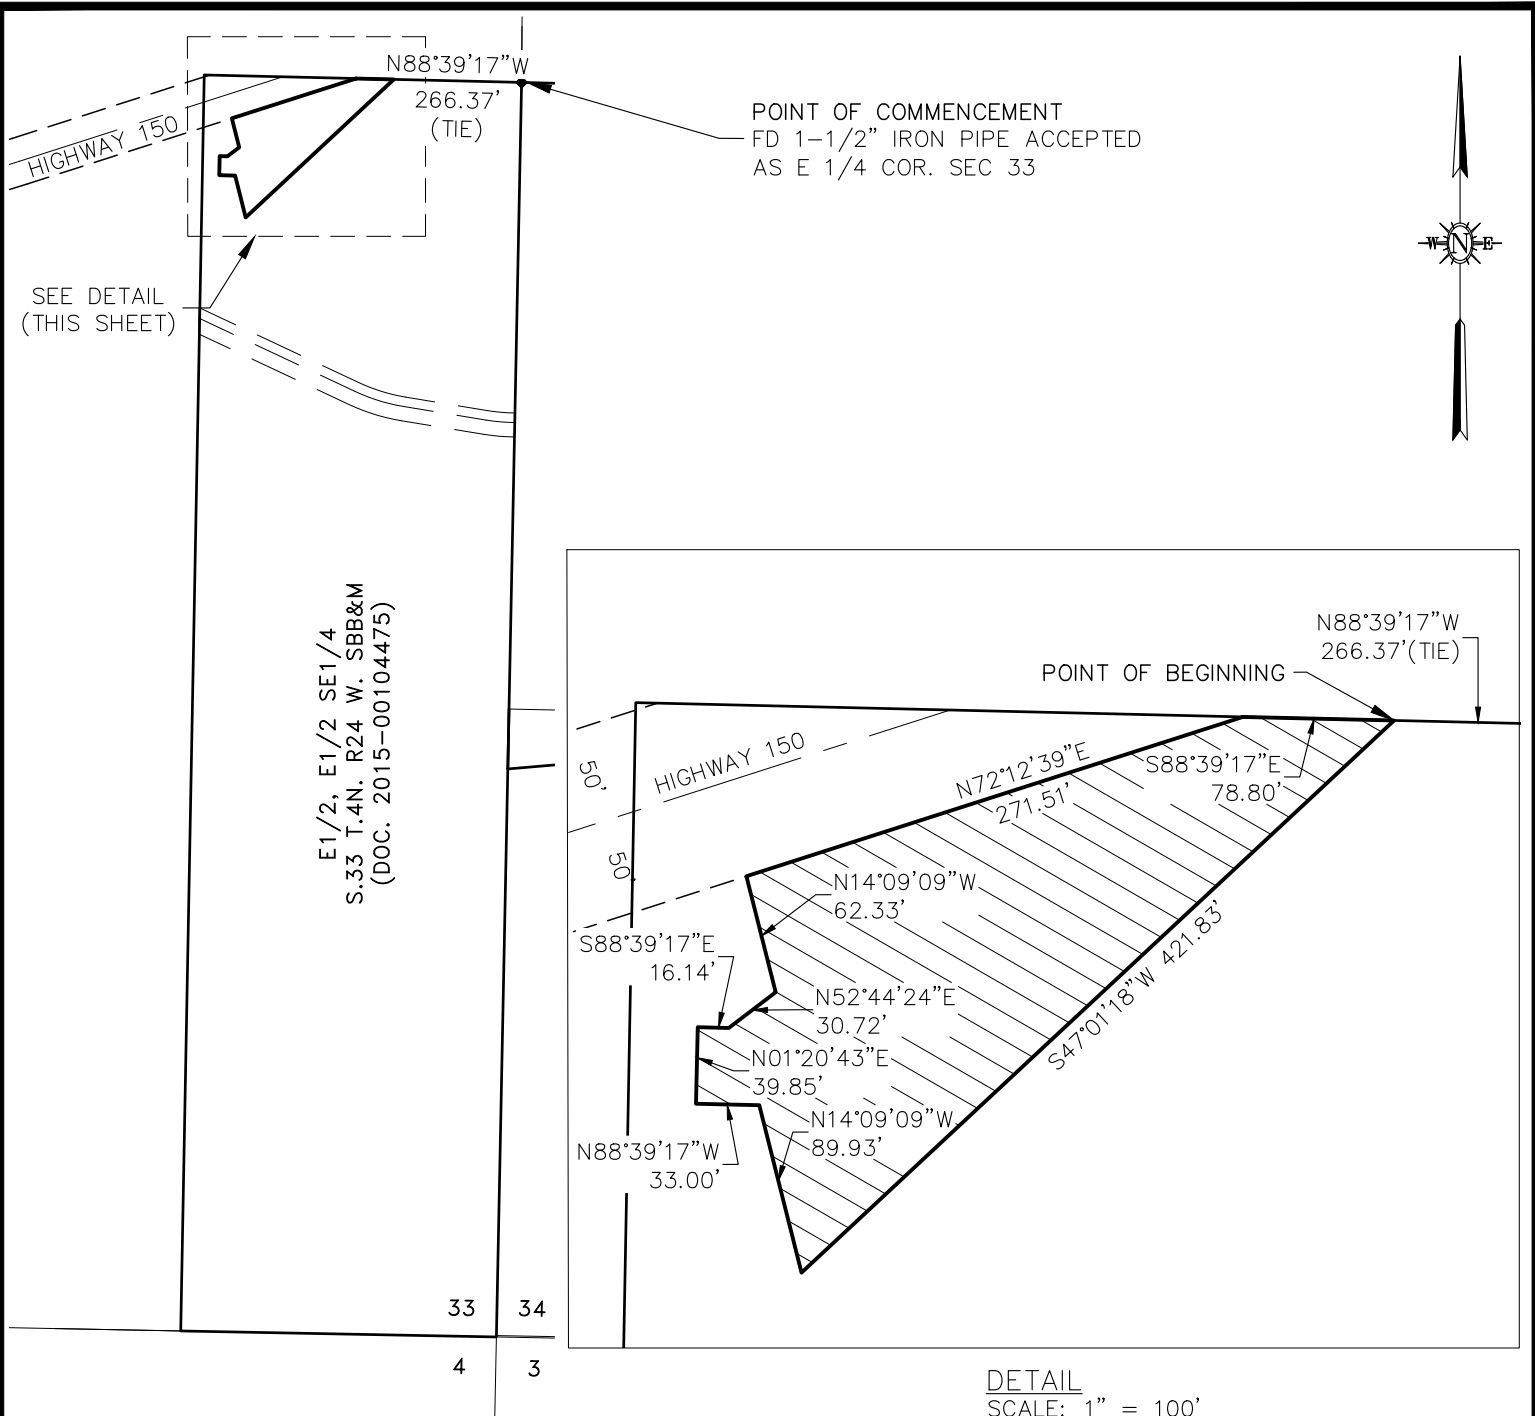 N88°39'17"W
266.37'
(TIE)
POINT OF COMMENCEMENT
FD 1-1/2" IRON PIPE ACCEPTED
AS E 1/4 COR. SEC 33
HIGHWAY 150
W N E
SEE DETAIL
(THIS SHEET)
E1/2, E1/2 SE1/4
S.33 T.4N. R24 W. SBB&M
(DOC. 2015-00104475)
33 34
4 3
N88°39'17"W
266.37'(TIE)
POINT OF BEGINNING
HIGHWAY 150
50'
50'
N72°12'39"E
271.51'
S88°39'17"E
78.80'
N14°09'09"W
62.33'
S88°39'17"E
16.14'
N52°44'24"E
30.72'
N01°20'43"E
39.85'
N14°09'09"W
89.93'
N88°39'17"W
33.00'
S47°01'18"W 421.83'
DETAIL
SCALE: 1" = 100'